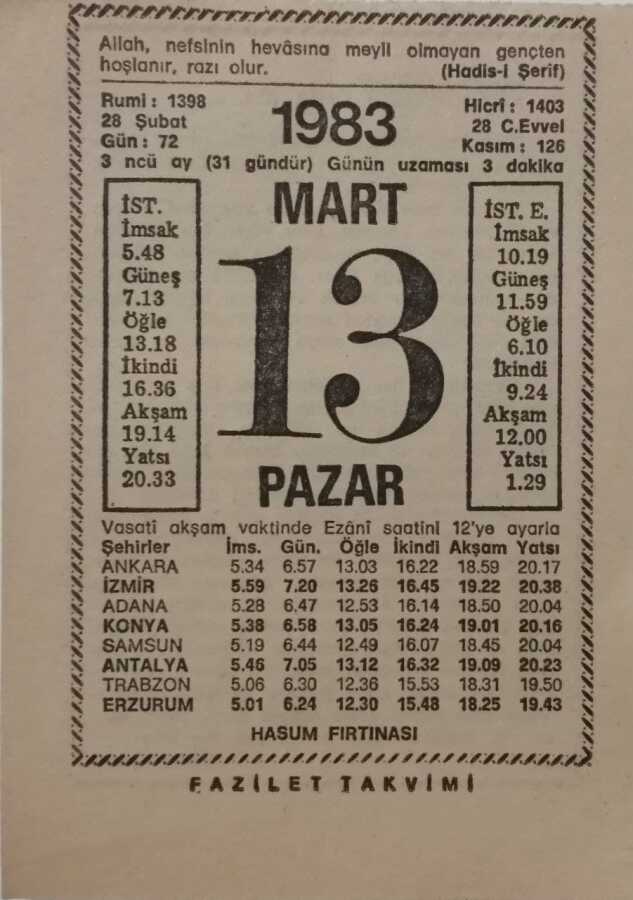 Allah, nefsinin hevâsına meyli olmayan gençten
hoşlanır, razı olur. (Hadis-i Şerif)
Rumi : 1398
28 Şubat
Gün : 72
1983
Hicrî : 1403
28 C.Evvel
Kasım : 126
3 ncü ay (31 gündür) Günün uzaması 3 dakika
İST.
İmsak
5.48
Güneş
7.13
Öğle
13.18
İkindi
16.36
Akşam
19.14
Yatsı
20.33
MART
13
PAZAR
İST. E.
İmsak
10.19
Güneş
11.59
Öğle
6.10
İkindi
9.24
Akşam
12.00
Yatsı
1.29
Vasatî akşam vaktinde Ezânî saatini 12'ye ayarla
Şehirler İms. Gün. Öğle İkindi Akşam Yatsı
ANKARA 5.34 6.57 13.03 16.22 18.59 20.17
İZMİR 5.59 7.20 13.26 16.45 19.22 20.38
ADANA 5.28 6.47 12.53 16.14 18.50 20.04
KONYA 5.38 6.58 13.05 16.24 19.01 20.16
SAMSUN 5.19 6.44 12.49 16.07 18.45 20.04
ANTALYA 5.46 7.05 13.12 16.32 19.09 20.23
TRABZON 5.06 6.30 12.36 15.53 18.31 19.50
ERZURUM 5.01 6.24 12.30 15.48 18.25 19.43
HASUM FIRTINASI
FAZİLET TAKVİMİ